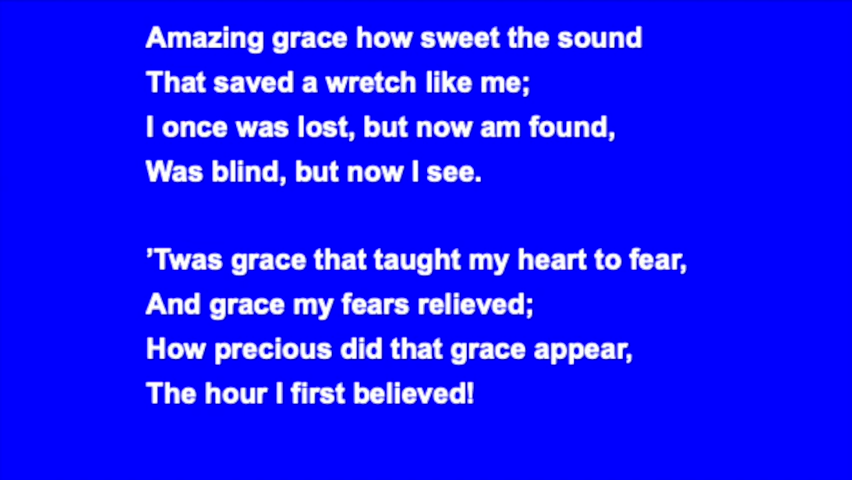 Amazing grace how sweet the sound
That saved a wretch like me;
I once was lost, but now am found,
Was blind, but now I see.
’Twas grace that taught my heart to fear,
And grace my fears relieved;
How precious did that grace appear,
The hour I first believed!